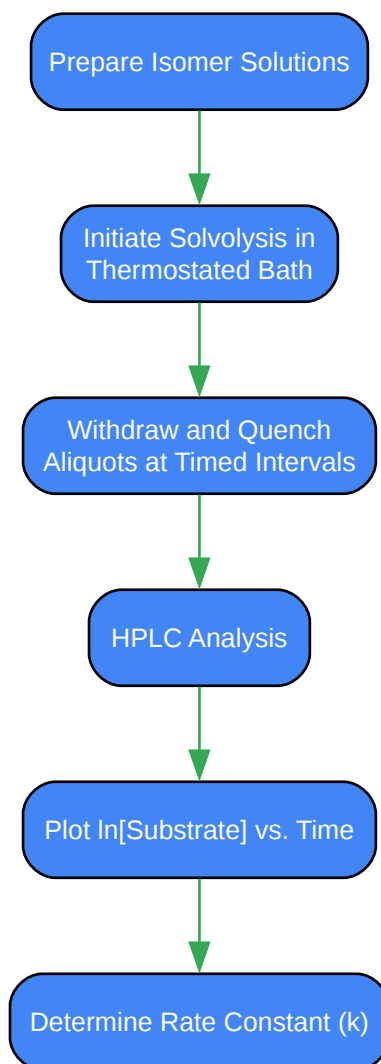 Prepare Isomer Solutions
Initiate Solvolysis in
Thermostated Bath
Withdraw and Quench
Aliquots at Timed Intervals
HPLC Analysis
Plot ln[Substrate] vs. Time
Determine Rate Constant (k)